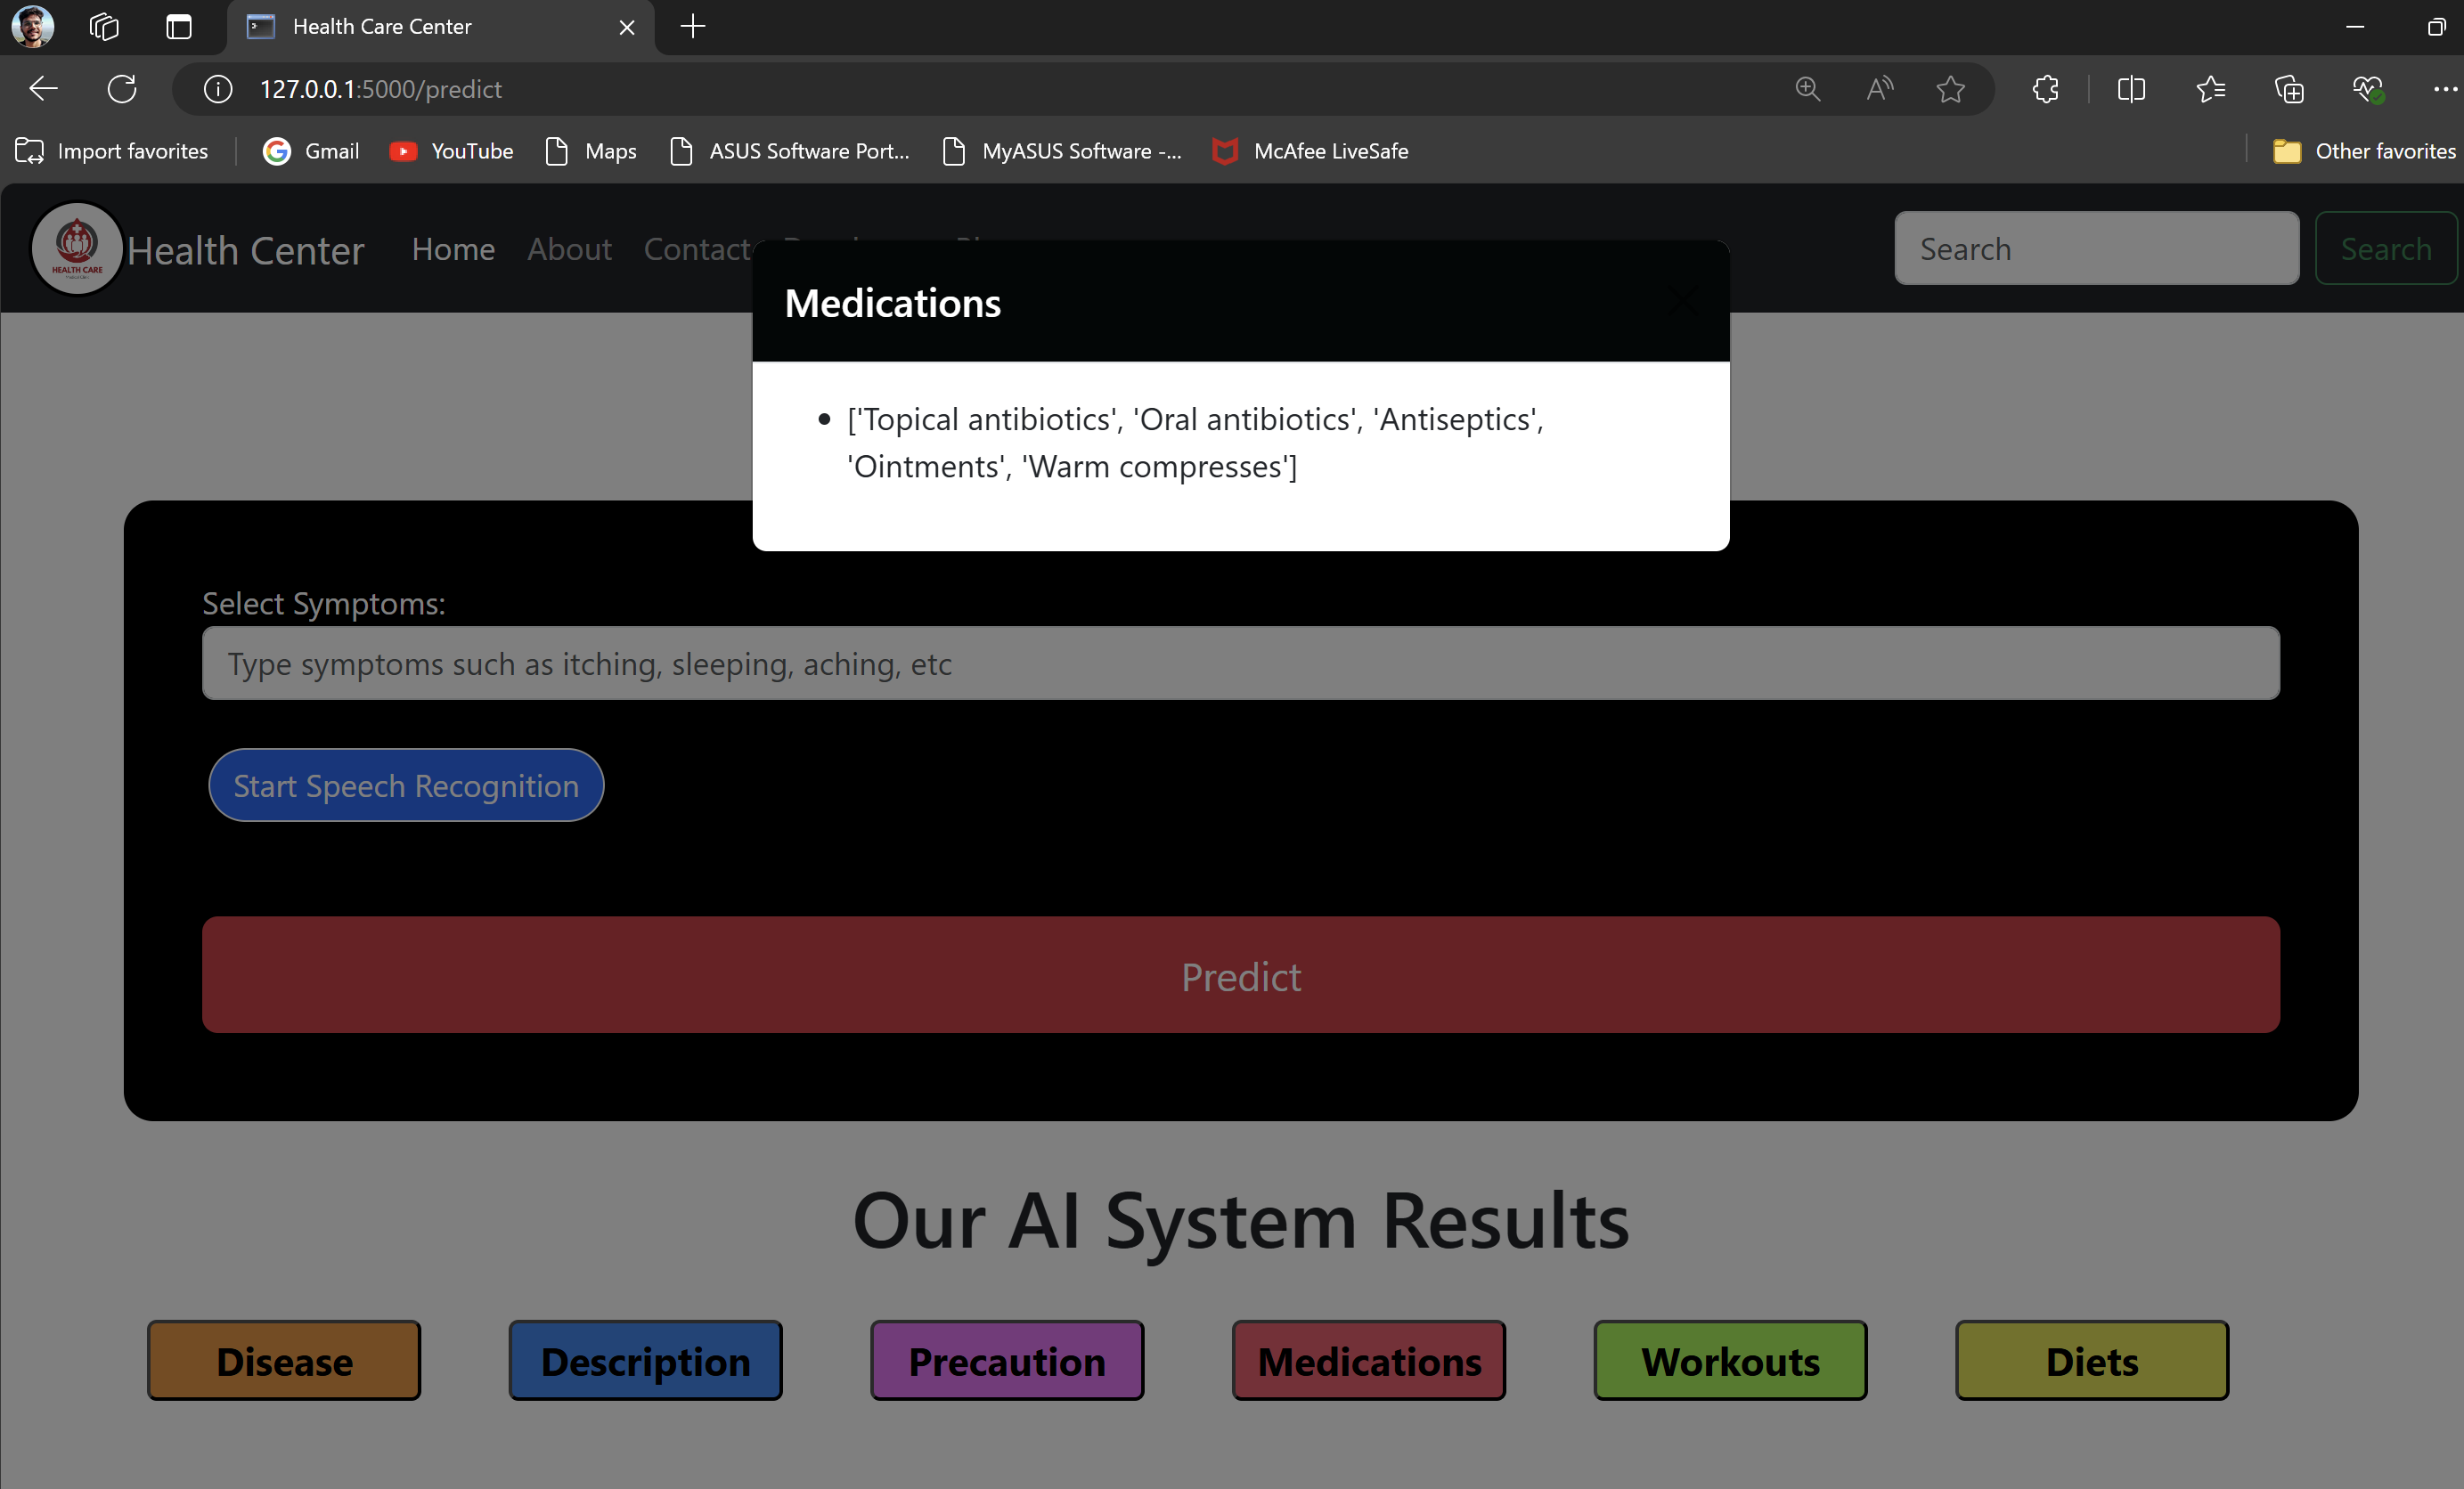 Health Care Center
127.0.0.1:5000/predict
Import favorites
Gmail
YouTube
Maps
ASUS Software Port...
MyASUS Software -...
McAfee LiveSafe
Other favorites
HEALTH CARE
Health Center
Home
About
Contact
Search
Search
Medications
['Topical antibiotics', 'Oral antibiotics', 'Antiseptics',
'Ointments', 'Warm compresses']
Select Symptoms:
Type symptoms such as itching, sleeping, aching, etc
Start Speech Recognition
Predict
Our AI System Results
Disease
Description
Precaution
Medications
Workouts
Diets